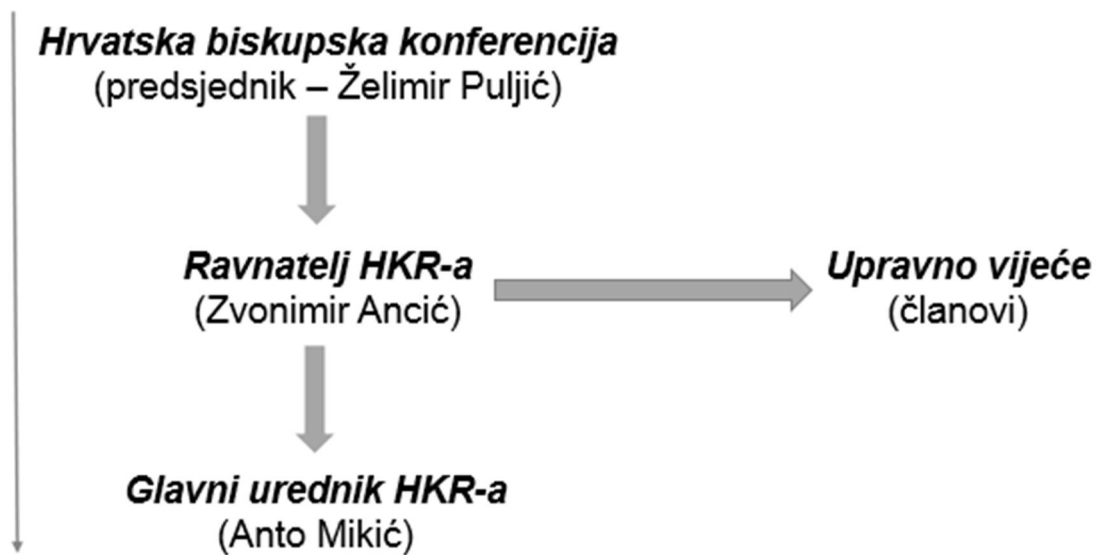 Hrvatska biskupska konferencija
(predsjednik – Želimir Puljić)
Ravnatelj HKR-a
(Zvonimir Ancić)
Upravno vijeće
(članovi)
Glavni urednik HKR-a
(Anto Mikić)